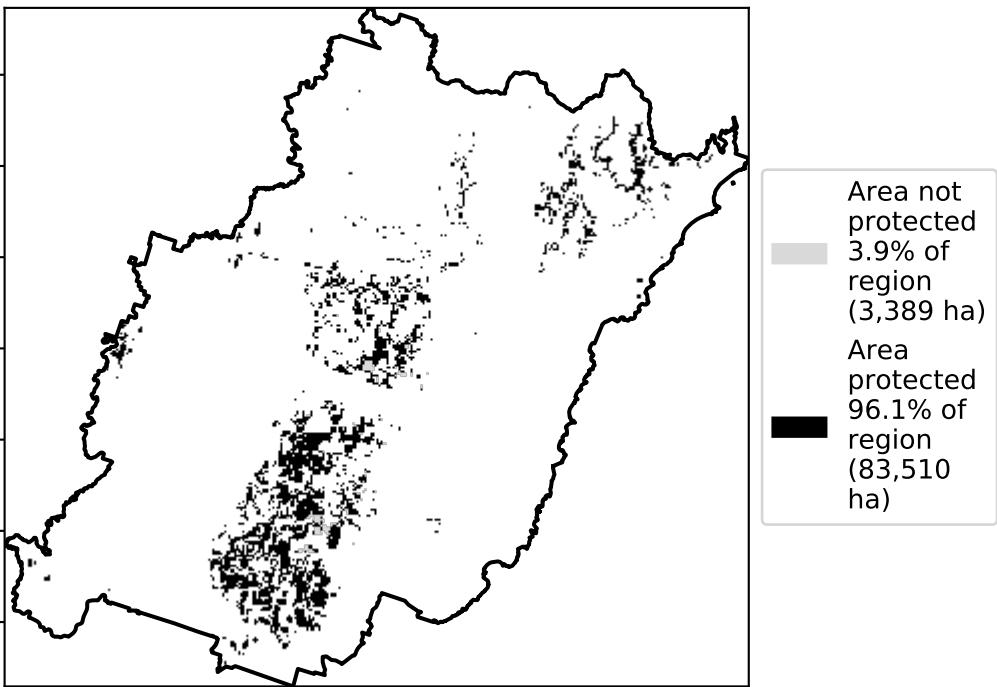 Area not
protected
3.9% of
region
(3,389 ha)
Area
protected
96.1% of
region
(83,510
ha)